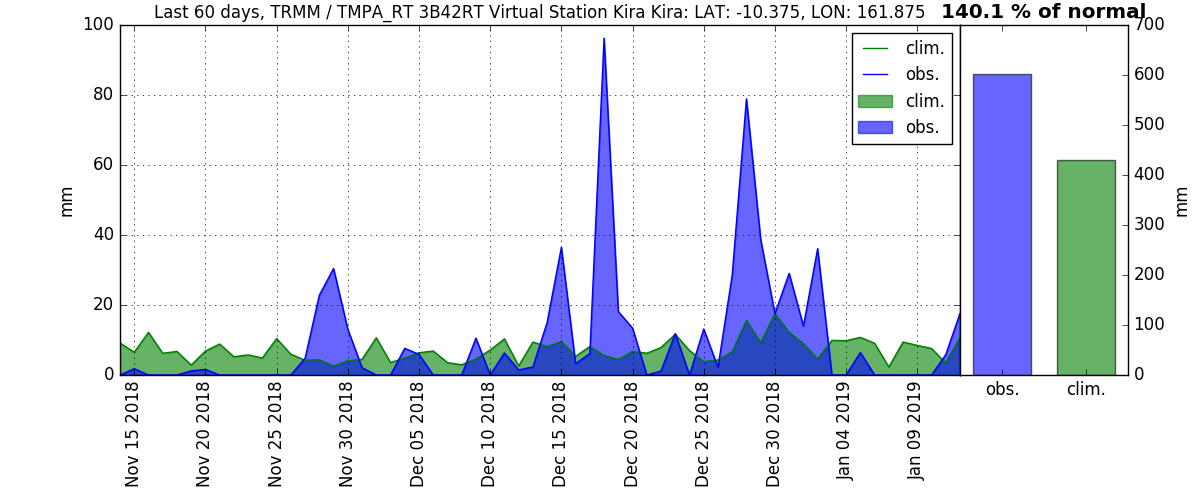 Last 60 days, TRMM / TMPA_RT 3B42RT Virtual Station Kira Kira: LAT: -10.375, LON: 161.875 140.1 % of normal
100
80
60
40
20
0
mm
clim.
obs.
clim.
obs.
700
600
500
400
300
200
100
0
mm
obs. clim.
Nov 15 2018
Nov 20 2018
Nov 25 2018
Nov 30 2018
Dec 05 2018
Dec 10 2018
Dec 15 2018
Dec 20 2018
Dec 25 2018
Dec 30 2018
Jan 04 2019
Jan 09 2019